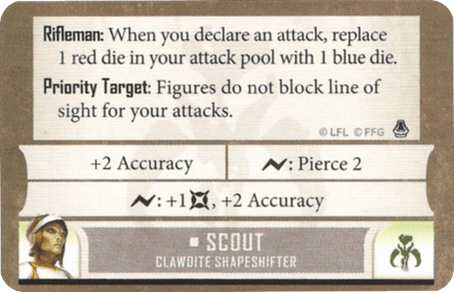 Rifleman: When you declare an attack, replace
1 red die in your attack pool with 1 blue die.
Priority Target: Figures do not block line of
sight for your attacks.
© LFL © FFG
+2 Accuracy
: Pierce 2
: +1, +2 Accuracy
SCOUT
CLAWDITE SHAPESHIFTER